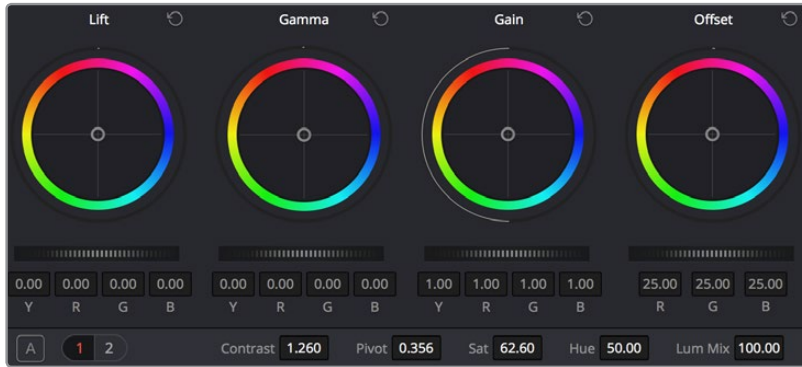 Lift Gamma Gain Offset
0.00 0.00 0.00 0.00 0.00 0.00 0.00 0.00 1.00 1.00 1.00 1.00 25.00 25.00 25.00
Y R G B Y R G B Y R G B R G B
A 1 2 Contrast 1.260 Pivot 0.356 Sat 62.60 Hue 50.00 Lum Mix 100.00